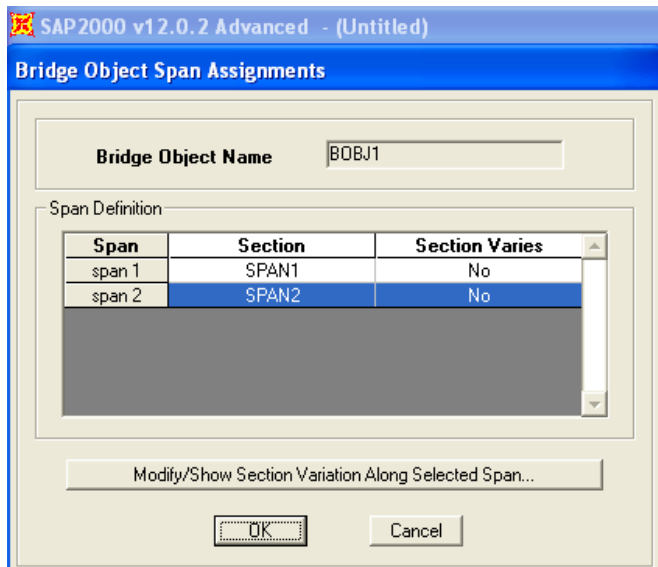 SAP2000 v12.0.2 Advanced - (Untitled)
Bridge Object Span Assignments
Bridge Object Name BOBJ1
Span Definition
Span Section Section Varies
span 1 SPAN1 No
span 2 SPAN2 No
Modify/Show Section Variation Along Selected Span...
OK Cancel